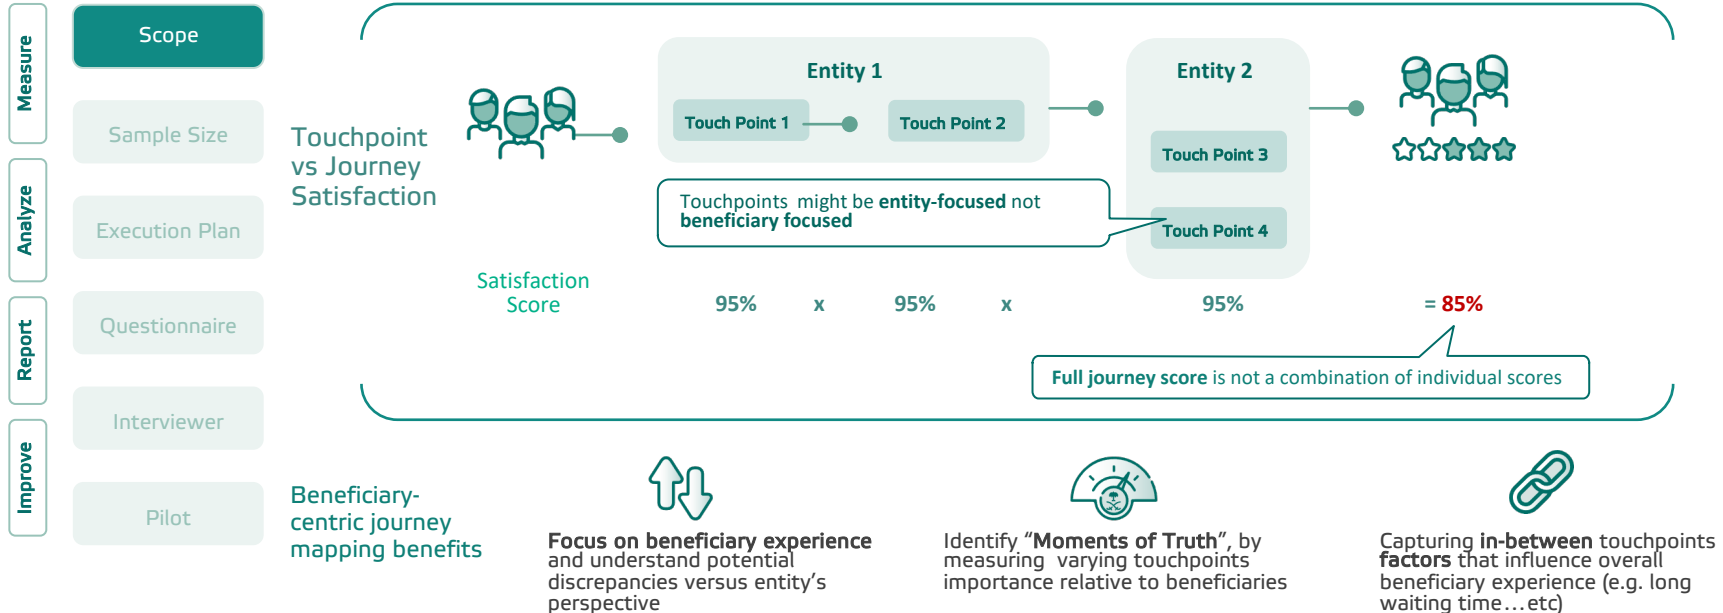 Measure
Analyze
Report
Improve
Scope
Sample Size
Execution Plan
Questionnaire
Interviewer
Pilot
Touchpoint
vs Journey
Satisfaction
Entity 1
Touch Point 1
Touch Point 2
Entity 2
Touch Point 3
Touch Point 4
Touchpoints might be entity-focused not
beneficiary focused
Satisfaction
Score
95% x 95% x 95% = 85%
Full journey score is not a combination of individual scores
Beneficiary-
centric journey
mapping benefits
Focus on beneficiary experience
and understand potential
discrepancies versus entity's
perspective
Identify “Moments of Truth”, by
measuring varying touchpoints
importance relative to beneficiaries
Capturing in-between touchpoints
factors that influence overall
beneficiary experience (e.g. long
waiting time...etc)